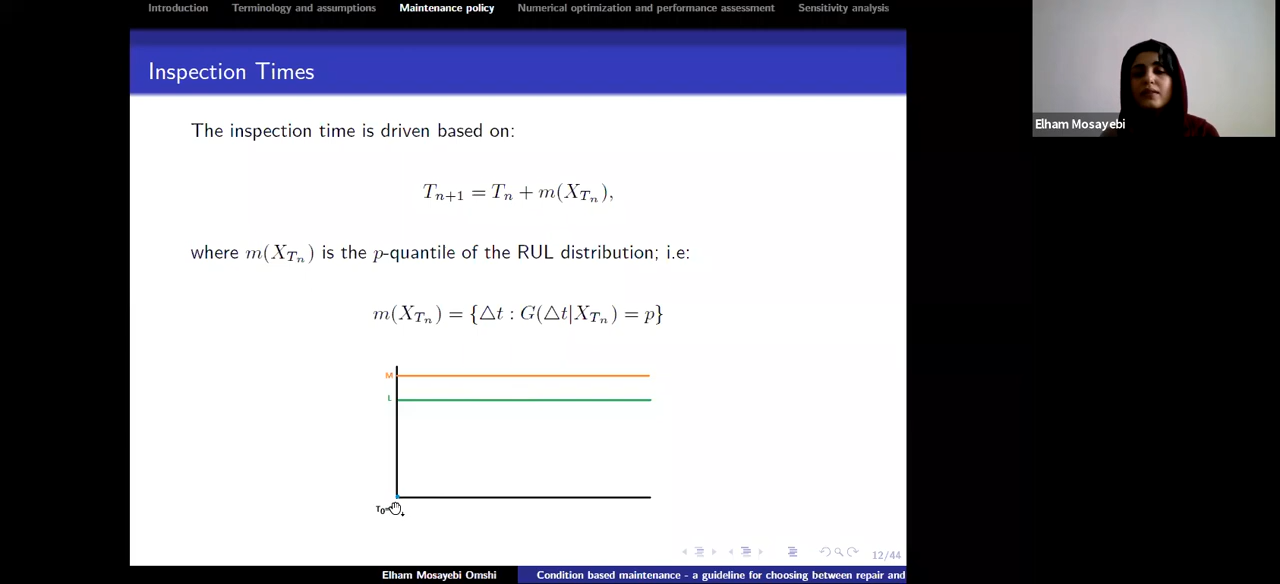 Introduction Terminology and assumptions Maintenance policy Numerical optimization and performance assessment Sensitivity analysis
Inspection Times
Elham Mosayebi
The inspection time is driven based on:
T_{n+1} = T_n + m(X_{T_n}),
where m(X_{T_n}) is the p-quantile of the RUL distribution; i.e:
m(X_{T_n}) = {△t : G(△t|X_{T_n}) = p}
M
L
12/44
Elham Mosayebi Omshi Condition based maintenance - a guideline for choosing between repair and